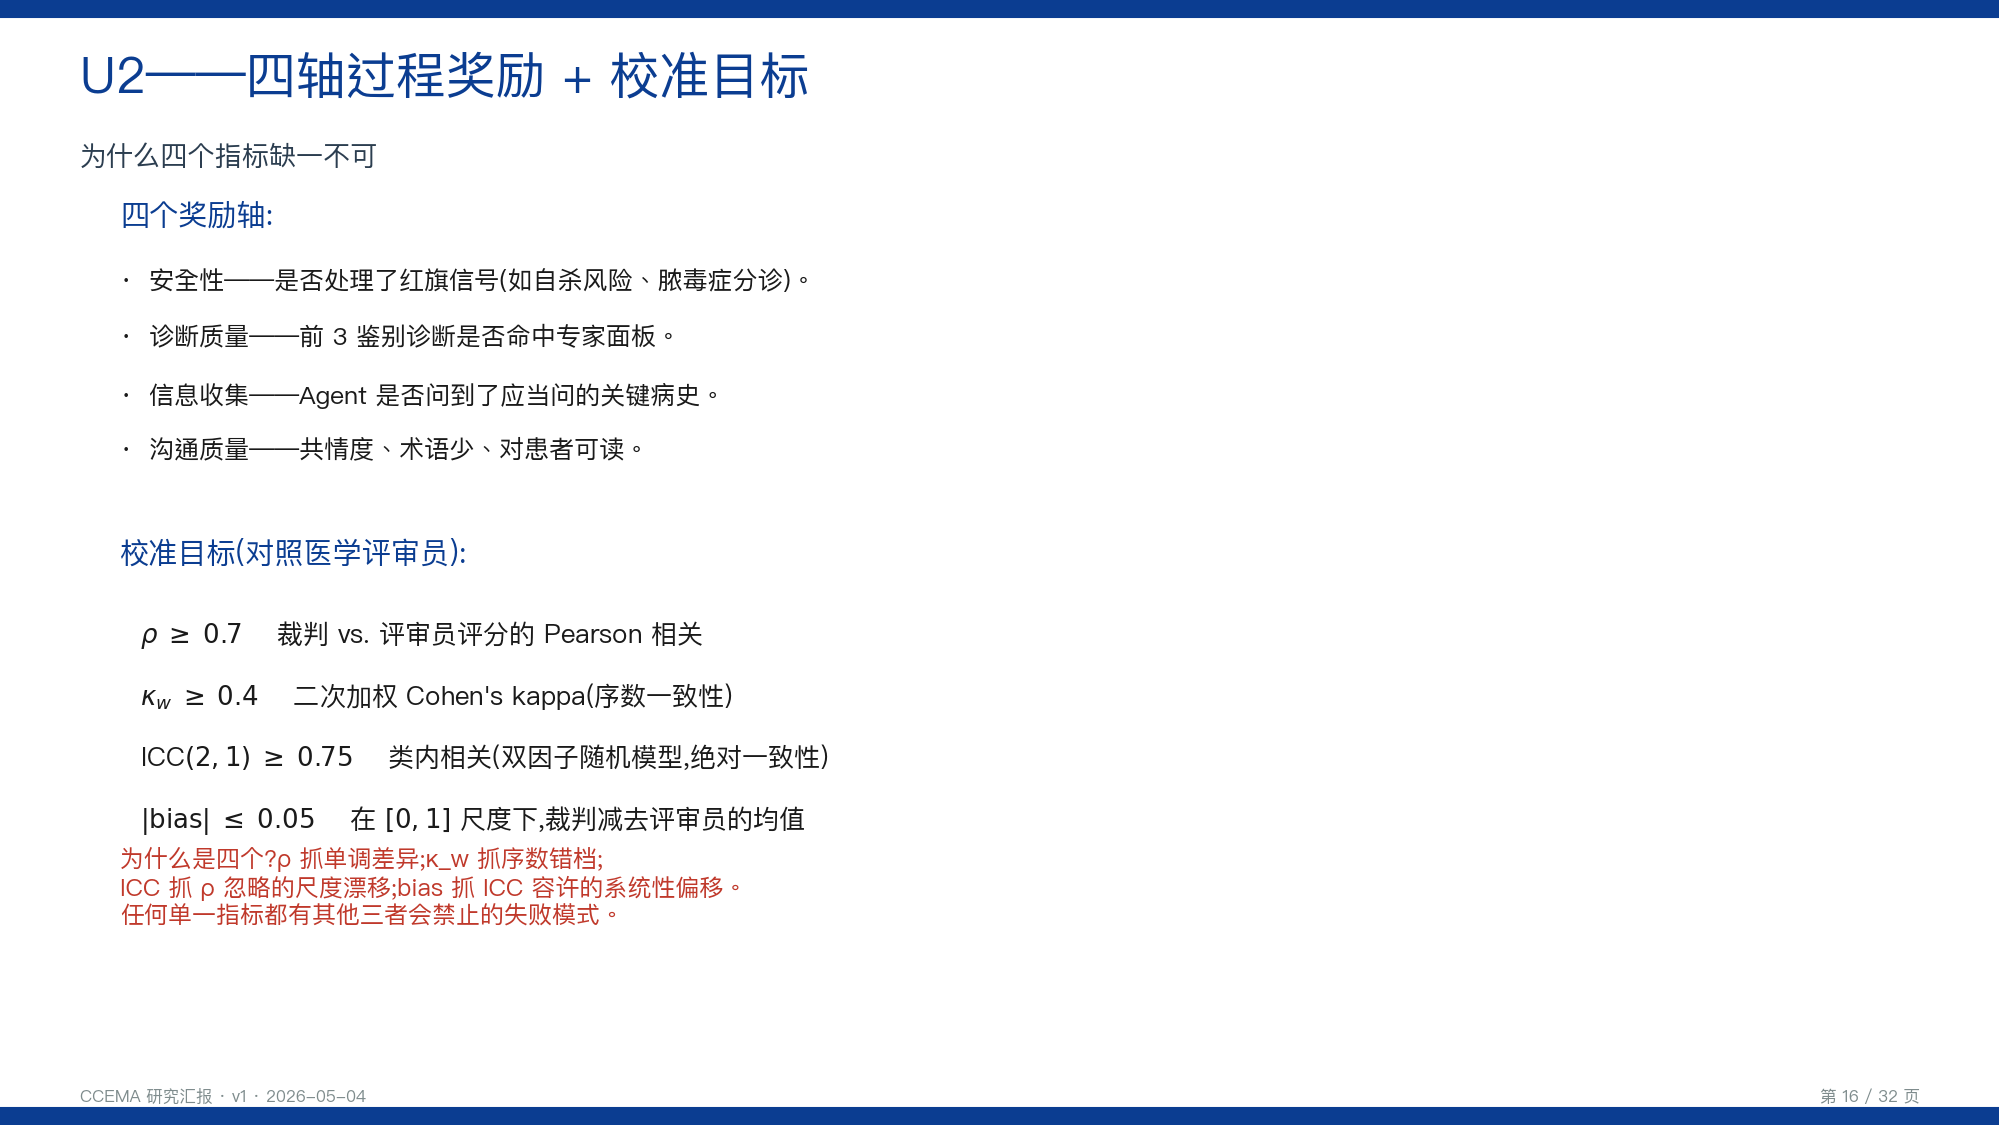 U2——四轴过程奖励 + 校准目标
为什么四个指标缺一不可
四个奖励轴:
· 安全性——是否处理了红旗信号(如自杀风险、脓毒症分诊)。
· 诊断质量——前 3 鉴别诊断是否命中专家面板。
· 信息收集——Agent 是否问到了应当问的关键病史。
· 沟通质量——共情度、术语少、对患者可读。
校准目标(对照医学评审员):
ρ ≥ 0.7 裁判 vs. 评审员评分的 Pearson 相关
κ_w ≥ 0.4 二次加权 Cohen's kappa(序数一致性)
ICC(2, 1) ≥ 0.75 类内相关(双因子随机模型,绝对一致性)
|bias| ≤ 0.05 在 [0, 1] 尺度下,裁判减去评审员的均值
为什么是四个?ρ 抓单调差异;κ_w 抓序数错档;
ICC 抓 ρ 忽略的尺度漂移;bias 抓 ICC 容许的系统性偏移。
任何单一指标都有其他三者会禁止的失败模式。
CCEMA 研究汇报 · v1 · 2026-05-04
第 16 / 32 页